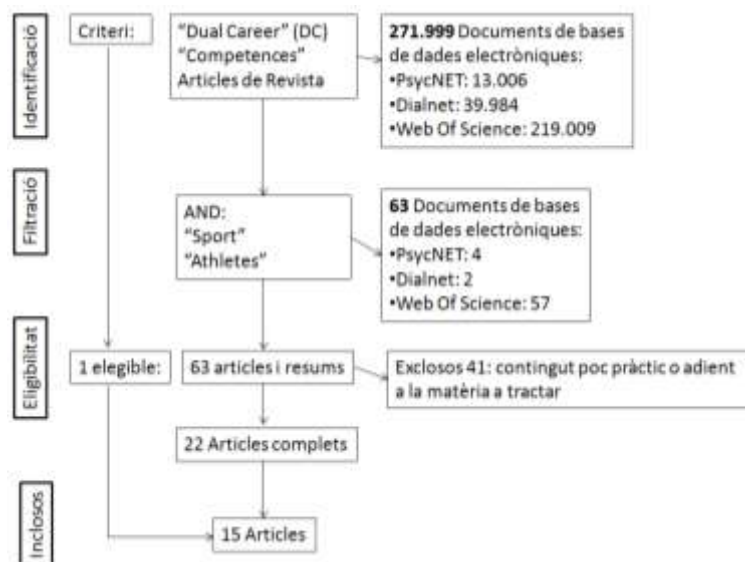 Identificació
Criteri:
"Dual Career" (DC)
"Competences"
Articles de Revista
271.999 Documents de bases
de dades electròniques:
•PsycNET: 13.006
•Dialnet: 39.984
•Web Of Science: 219.009
Filtració
AND:
"Sport"
"Athletes"
63 Documents de bases
de dades electròniques:
•PsycNET: 4
•Dialnet: 2
•Web Of Science: 57
Eligibilitat
1 elegible:
63 articles i resums
Exclosos 41: contingut poc pràctic o adient
a la matèria a tractar
22 Articles complets
Inclosos
15 Articles